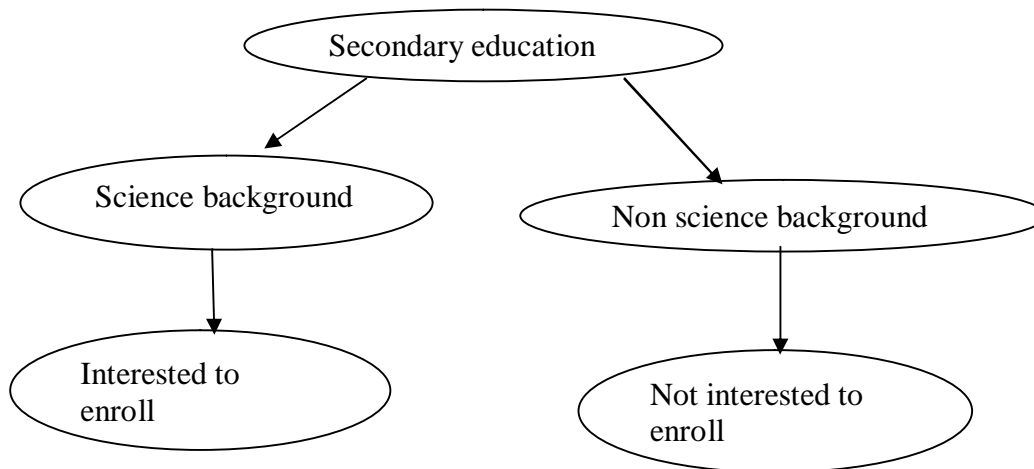 Secondary education
Science background
Non science background
Interested to
enroll
Not interested to
enroll